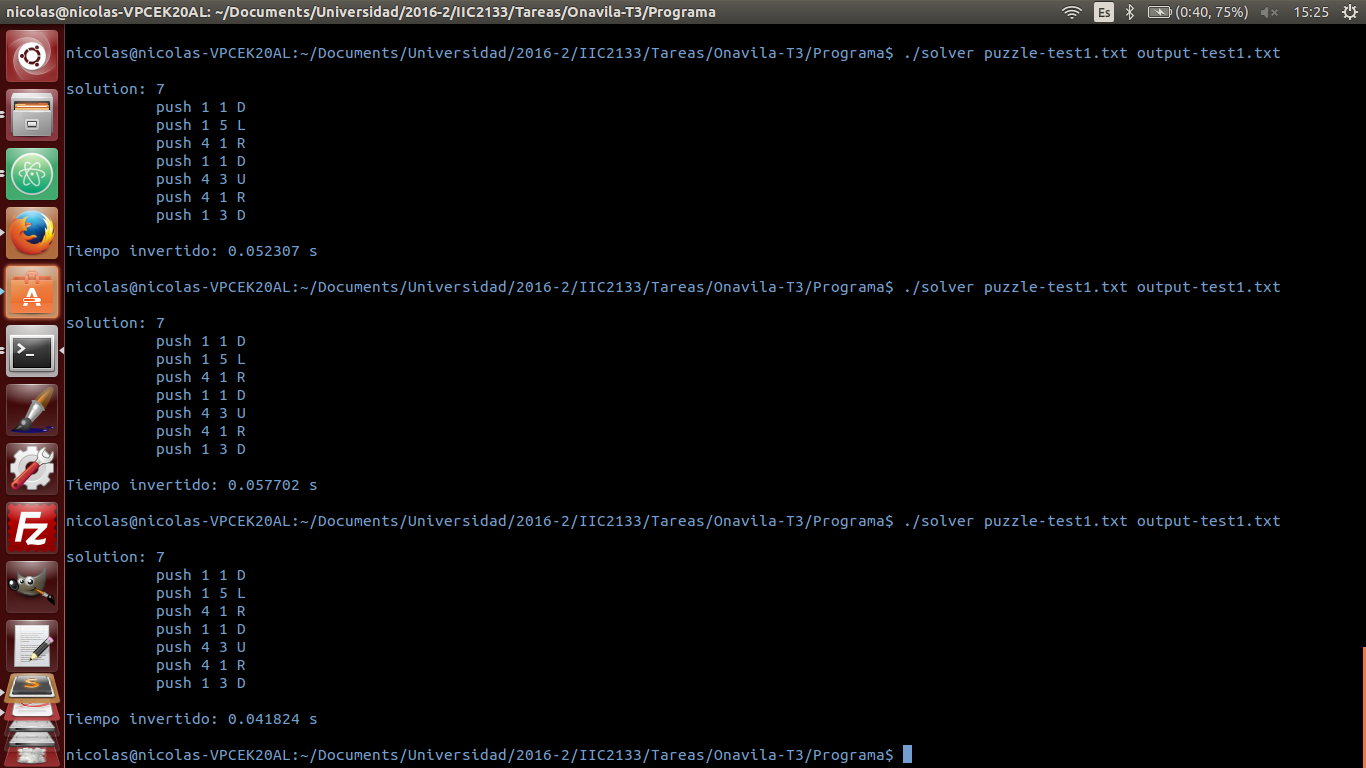 nicolas@nicolas-VPCEK20AL: ~/Documents/Universidad/2016-2/IIC2133/Tareas/Onavila-T3/Programa Es (0:40, 75%) 15:25
nicolas@nicolas-VPCEK20AL:~/Documents/Universidad/2016-2/IIC2133/Tareas/Onavila-T3/Programa$ ./solver puzzle-test1.txt output-test1.txt
solution: 7
push 1 1 D
push 1 5 L
push 4 1 R
push 1 1 D
push 4 3 U
push 4 1 R
push 1 3 D
Tiempo invertido: 0.052307 s
nicolas@nicolas-VPCEK20AL:~/Documents/Universidad/2016-2/IIC2133/Tareas/Onavila-T3/Programa$ ./solver puzzle-test1.txt output-test1.txt
solution: 7
push 1 1 D
push 1 5 L
push 4 1 R
push 1 1 D
push 4 3 U
push 4 1 R
push 1 3 D
Tiempo invertido: 0.057702 s
nicolas@nicolas-VPCEK20AL:~/Documents/Universidad/2016-2/IIC2133/Tareas/Onavila-T3/Programa$ ./solver puzzle-test1.txt output-test1.txt
solution: 7
push 1 1 D
push 1 5 L
push 4 1 R
push 1 1 D
push 4 3 U
push 4 1 R
push 1 3 D
Tiempo invertido: 0.041824 s
nicolas@nicolas-VPCEK20AL:~/Documents/Universidad/2016-2/IIC2133/Tareas/Onavila-T3/Programa$
A
>_
Fz
S